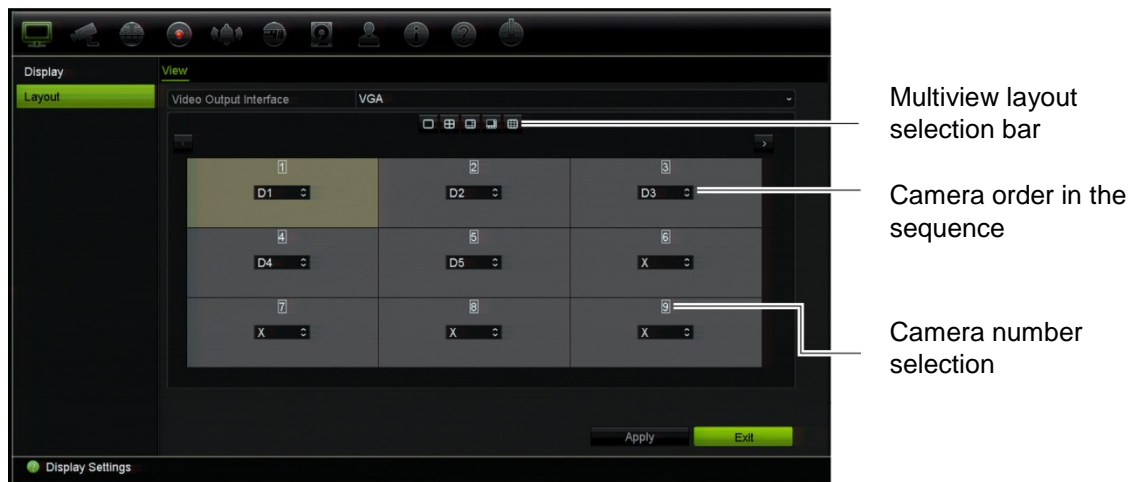 Display
View
Layout
Video Output Interface VGA
1 2 3
D1 D2 D3
4 5 6
D4 D5 X
7 8 9
X X X
Apply Exit
Display Settings
Multiview layout
selection bar
Camera order in the
sequence
Camera number
selection